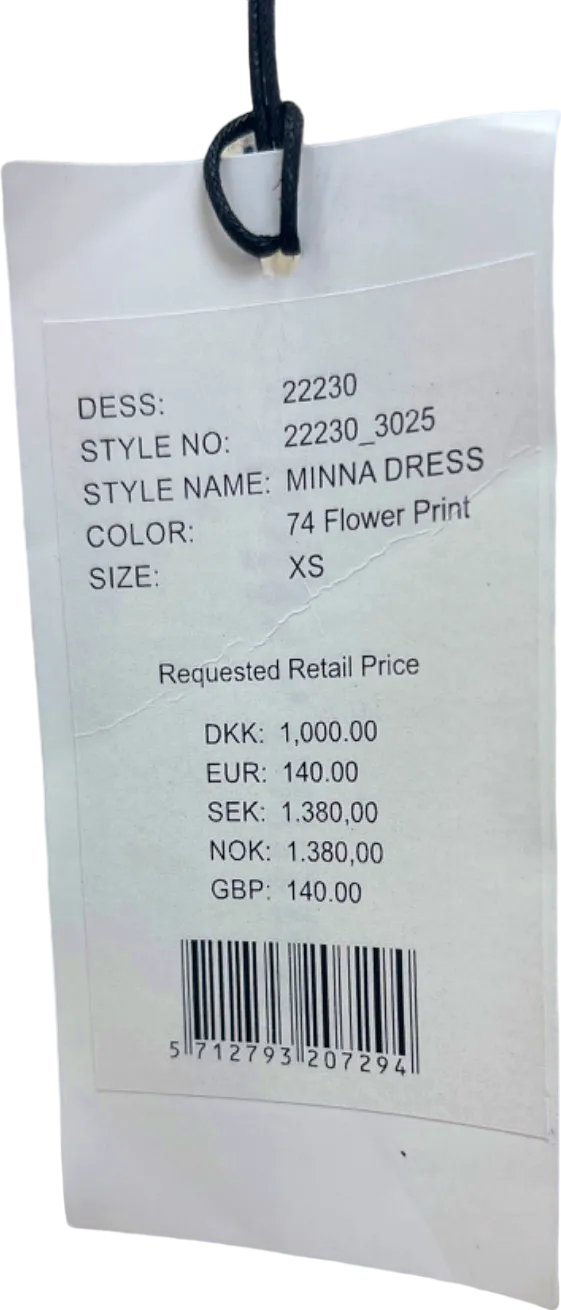 DESS: 22230
STYLE NO: 22230_3025
STYLE NAME: MINNA DRESS
COLOR: 74 Flower Print
SIZE: XS
Requested Retail Price
DKK: 1,000.00
EUR: 140.00
SEK: 1.380,00
NOK: 1.380,00
GBP: 140.00
5 712793 207294